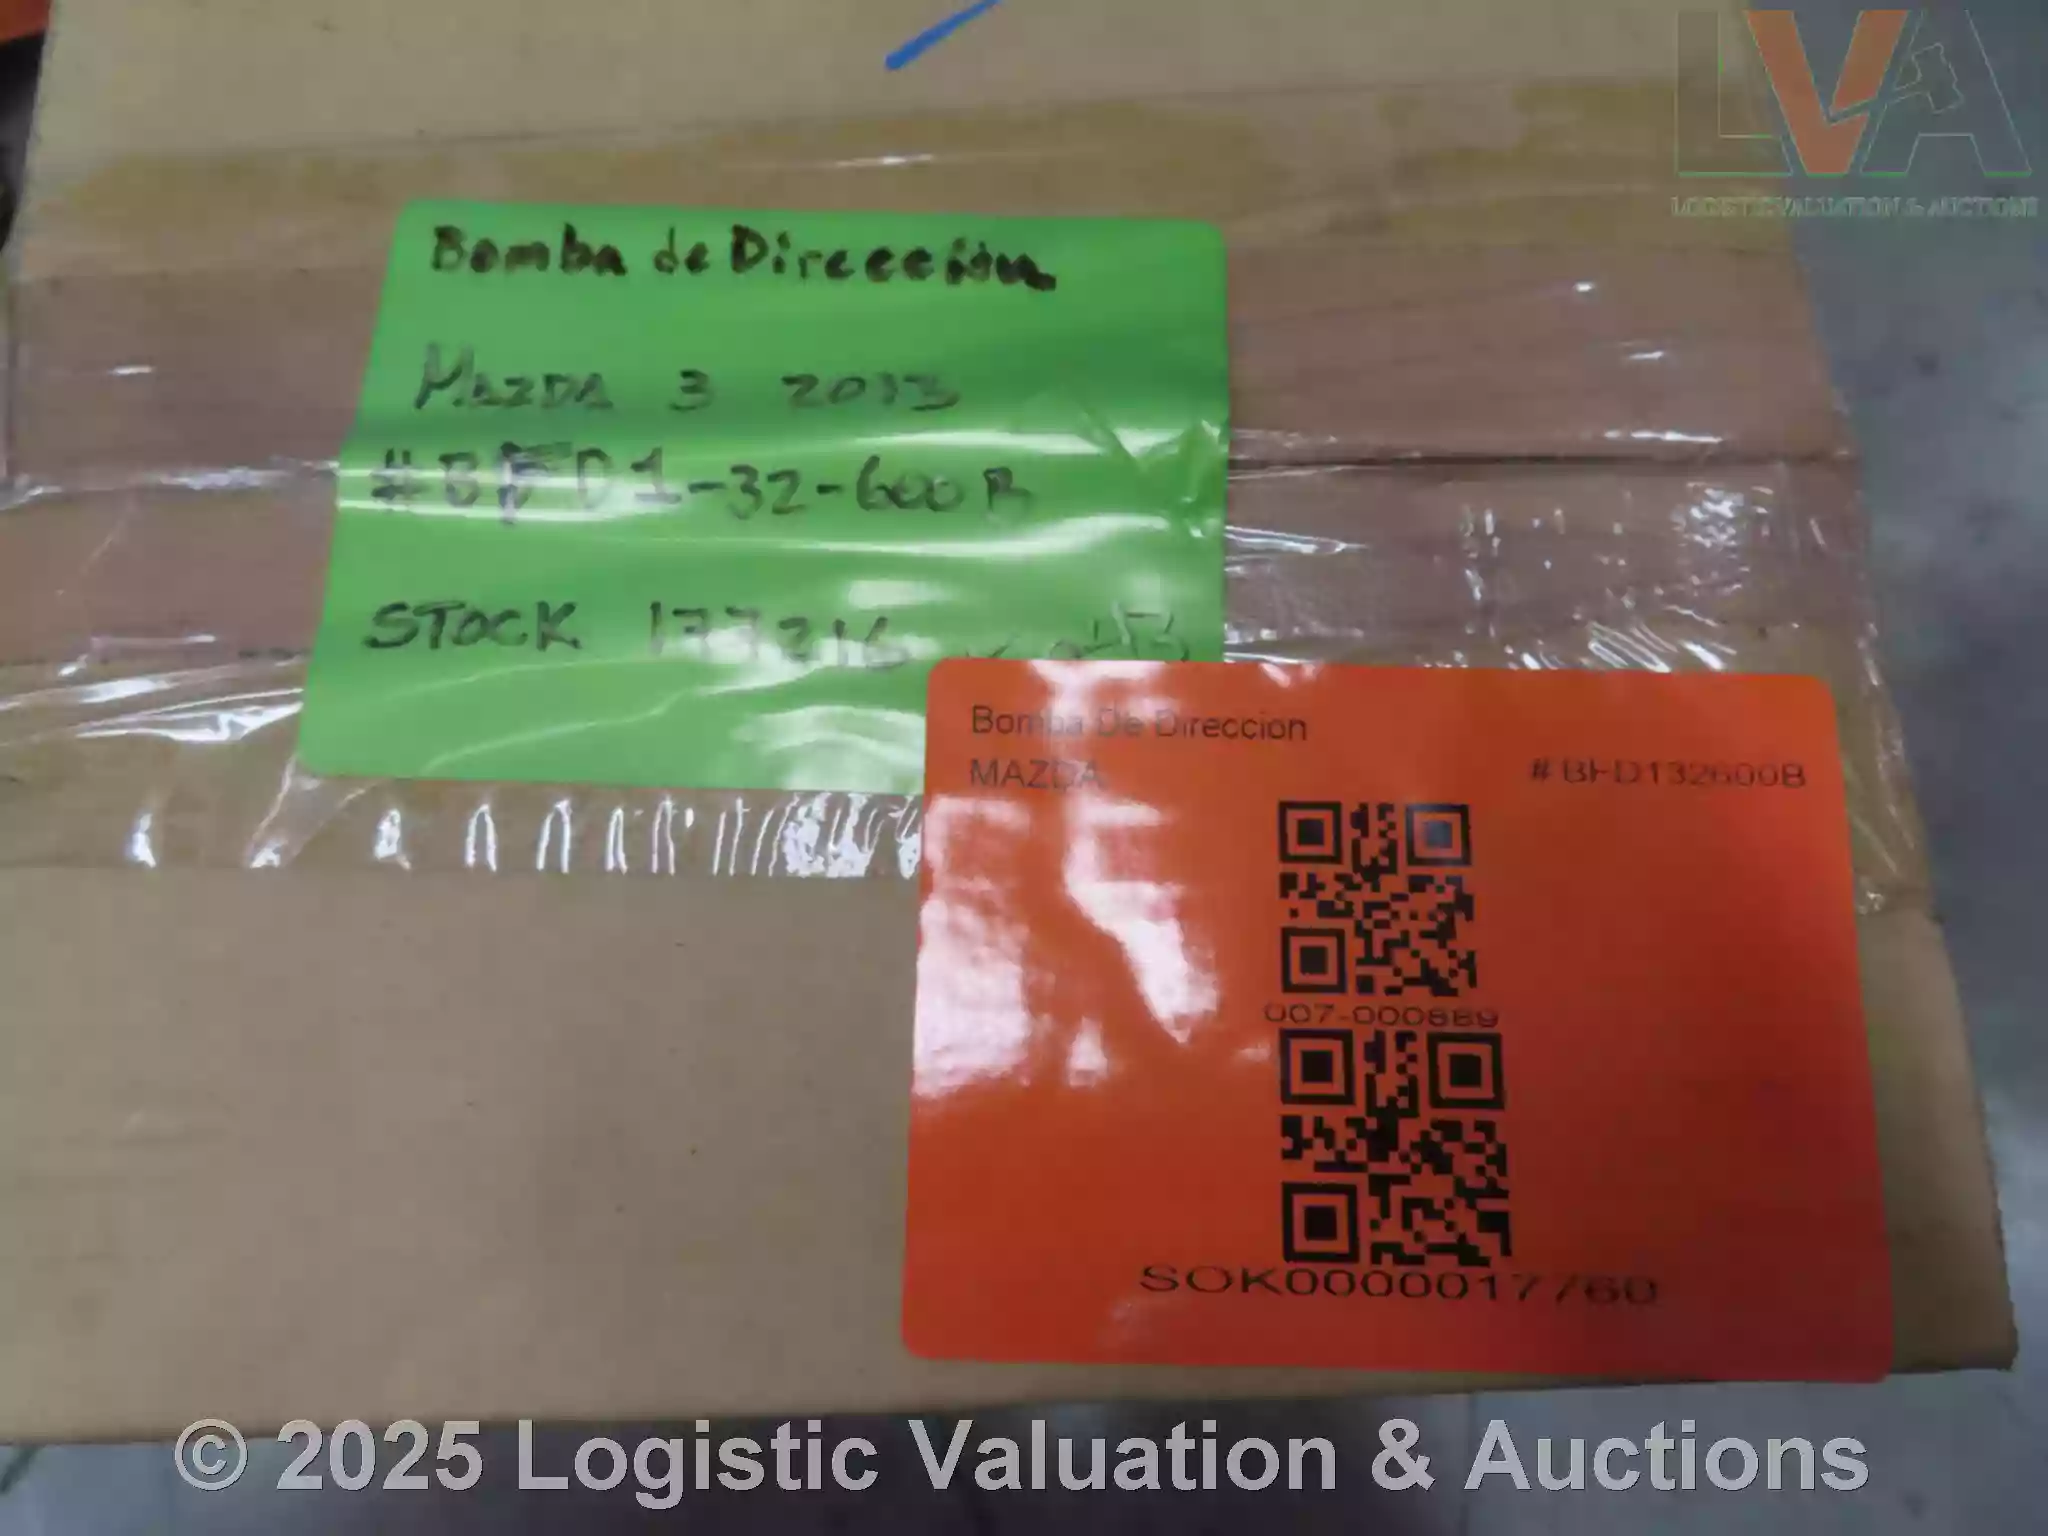 LVA
LOGISTIC VALUATION & AUCTIONS
Bomba de Direccion
MAZDA 3 2013
#BFD1-32-600B
STOCK 177216
Bomba De Direccion
MAZDA
#BFD132600B
007-000889
SOK0000017760
© 2025 Logistic Valuation & Auctions